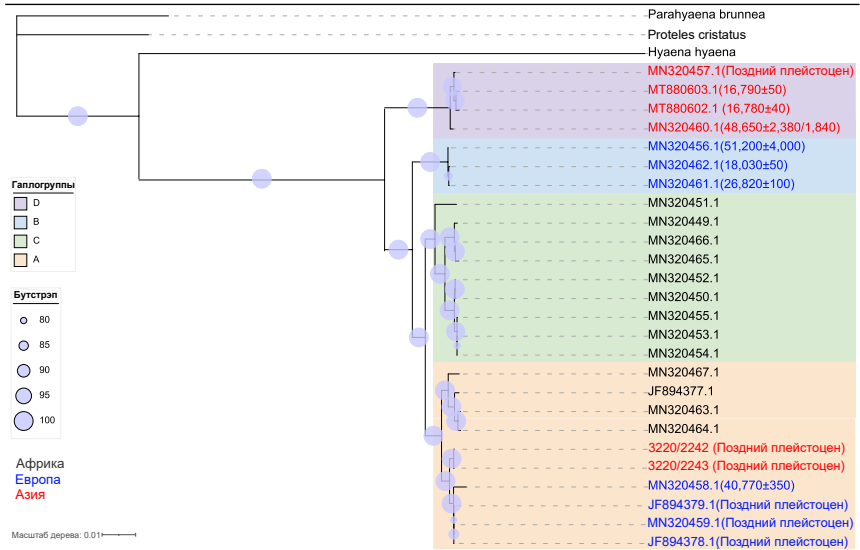 Parahyaena brunnea
Proteles cristatus
Hyaena hyaena
MN320457.1(Поздний плейстоцен)
MT880603.1(16,790±50)
MT880602.1 (16,780±40)
MN320460.1(48,650±2,380/1,840)
MN320456.1(51,200±4,000)
MN320462.1(18,030±50)
MN320461.1(26,820±100)
MN320451.1
MN320449.1
MN320466.1
MN320465.1
MN320452.1
MN320450.1
MN320455.1
MN320453.1
MN320454.1
MN320467.1
JF894377.1
MN320463.1
MN320464.1
3220/2242 (Поздний плейстоцен)
3220/2243 (Поздний плейстоцен)
MN320458.1(40,770±350)
JF894379.1(Поздний плейстоцен)
MN320459.1(Поздний плейстоцен)
JF894378.1(Поздний плейстоцен)
Гаплогруппы
D
B
C
A
Бутстрэп
80
85
90
95
100
Африка
Европа
Азия
Масштаб дерева: 0.01